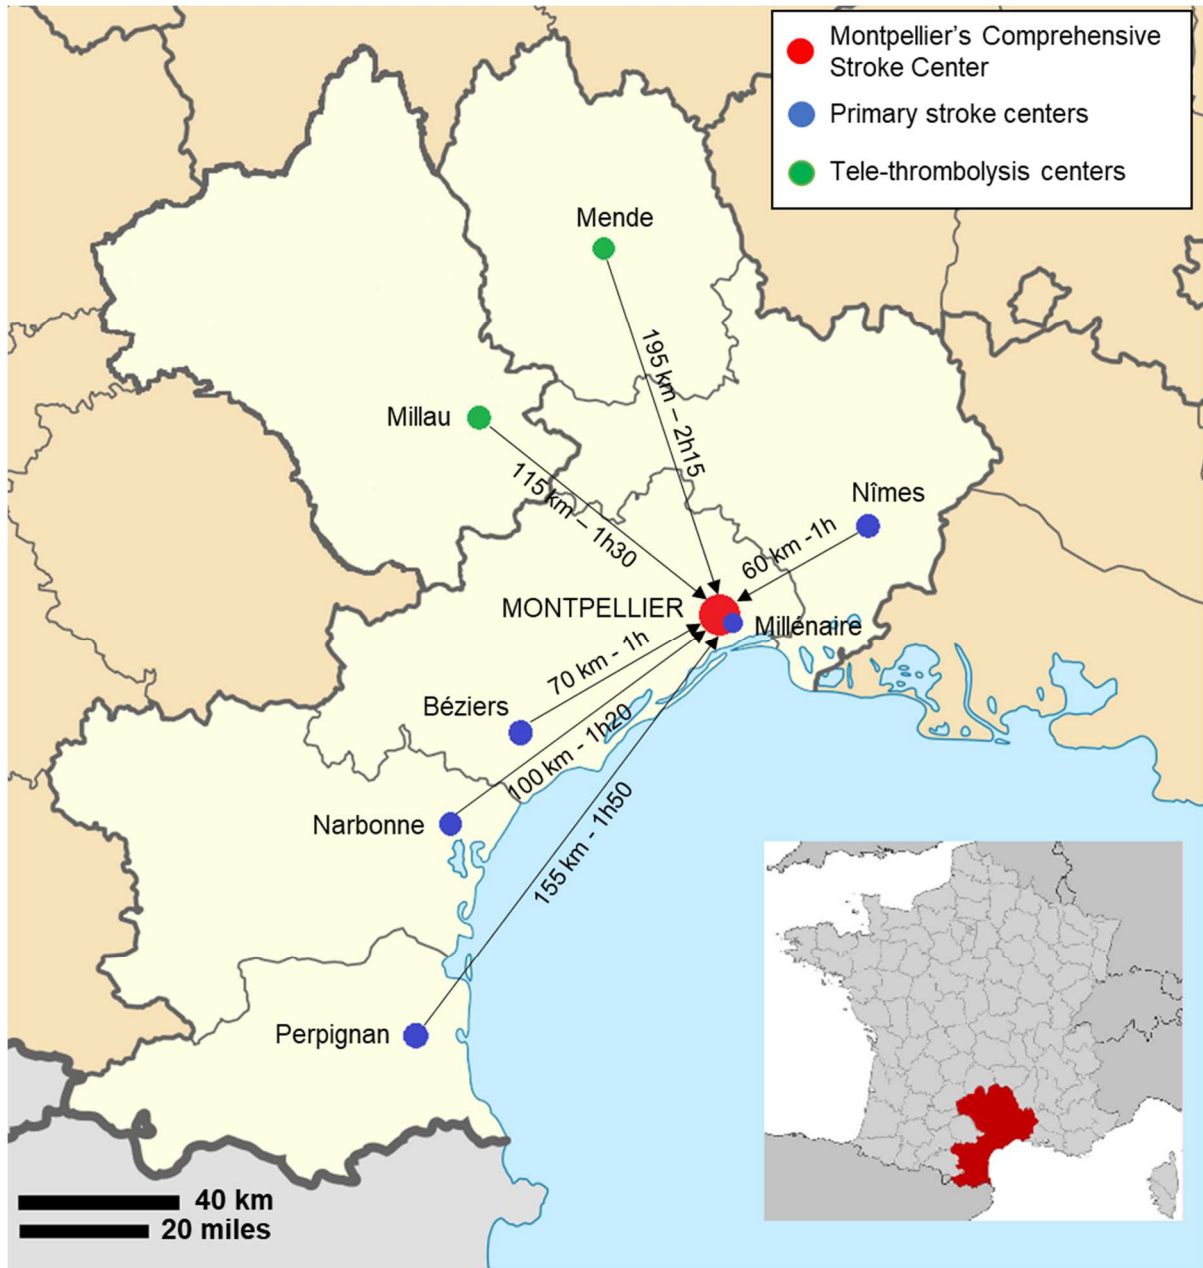 Montpellier's Comprehensive
Stroke Center
Primary stroke centers
Tele-thrombolysis centers
Mende
195 km – 2h15
Millau
115 km – 1h30
Nîmes
60 km -1h
MONTPELLIER
Millénaire
70 km - 1h
Béziers
100 km - 1h20
Narbonne
155 km - 1h50
Perpignan
40 km
20 miles